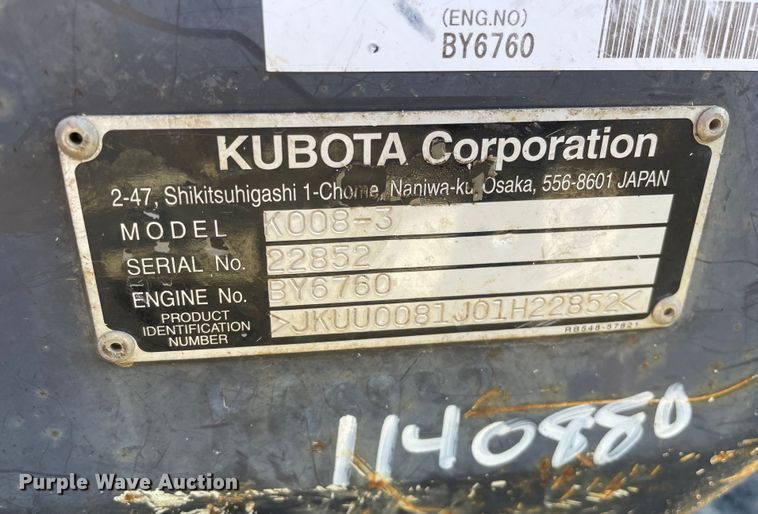 (ENG.NO)
BY6760
KUBOTA Corporation
2-47, Shikitsuhigashi 1-Chome, Naniwa-ku, Osaka, 556-8601 JAPAN
MODEL K008-3
SERIAL No. 22852
ENGINE No. BY6760
PRODUCT IDENTIFICATION NUMBER >JKUU0081J01H22852<
RB548-57821
1140880
Purple Wave Auction